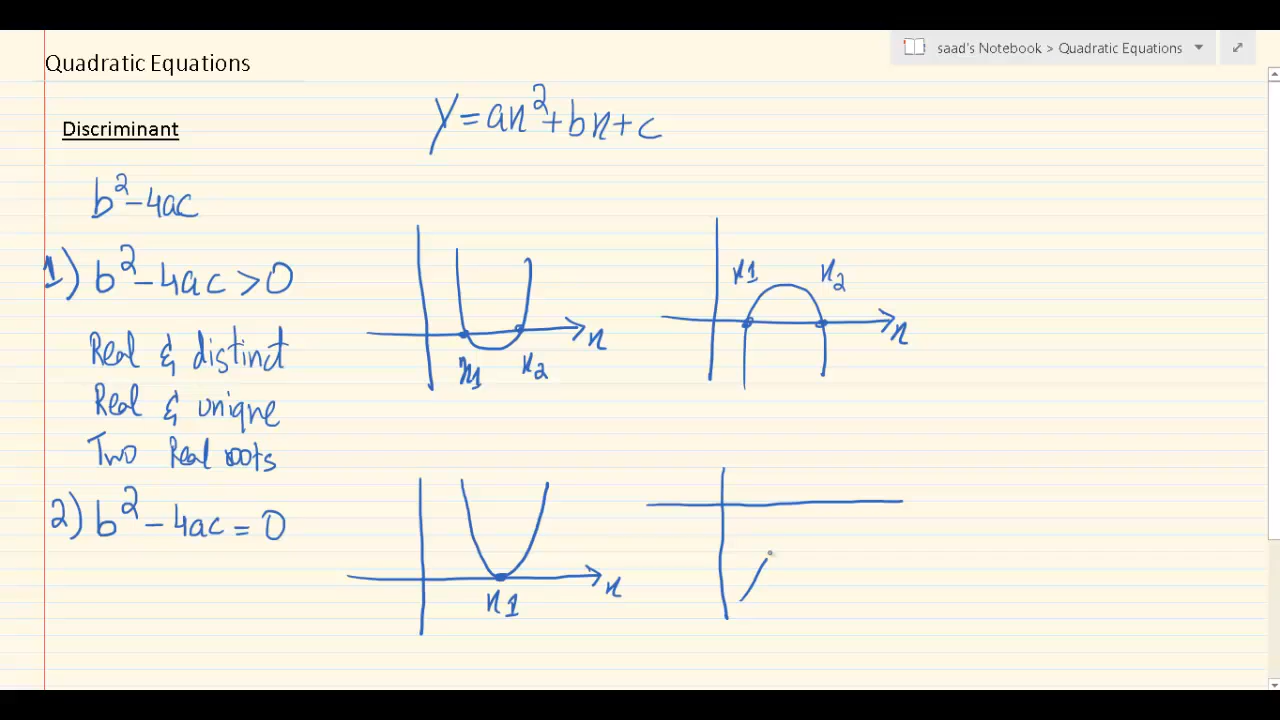 saad's Notebook > Quadratic Equations
Quadratic Equations
y=ax²+bx+c
Discriminant
b²-4ac
1) b²-4ac>0
x1 x2
x
x1 x2
x
Real & distinct
Real & unique
Two Real roots
2) b²-4ac=0
x
x1